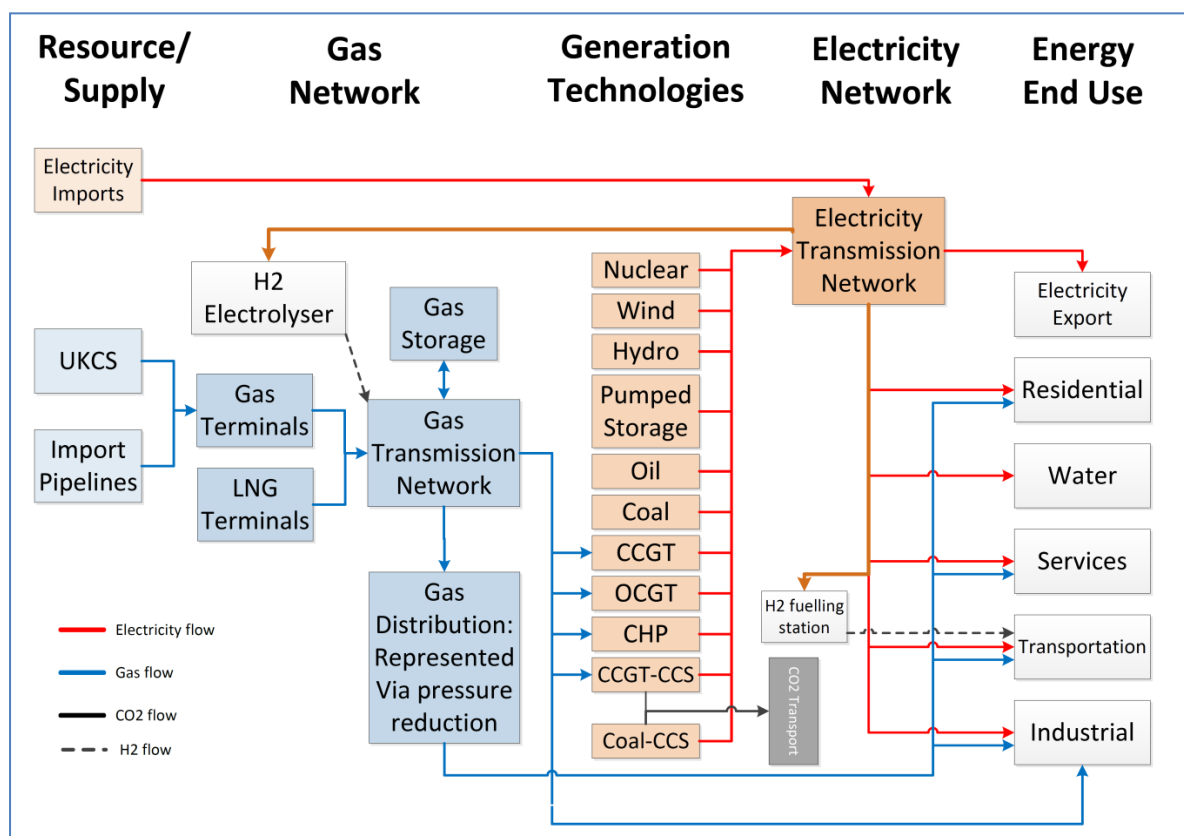 Resource/
Supply
Gas
Network
Generation
Technologies
Electricity
Network
Energy
End Use
Electricity
Imports
Electricity
Transmission
Network
H2
Electrolyser
Gas
Storage
UKCS
Import
Pipelines
Gas
Terminals
LNG
Terminals
Gas
Transmission
Network
Gas
Distribution:
Represented
Via pressure
reduction
Nuclear
Wind
Hydro
Pumped
Storage
Oil
Coal
CCGT
OCGT
CHP
CCGT-CCS
Coal-CCS
CO2 Transport
H2 fuelling
station
Electricity
Export
Residential
Water
Services
Transportation
Industrial
Electricity flow
Gas flow
CO2 flow
H2 flow